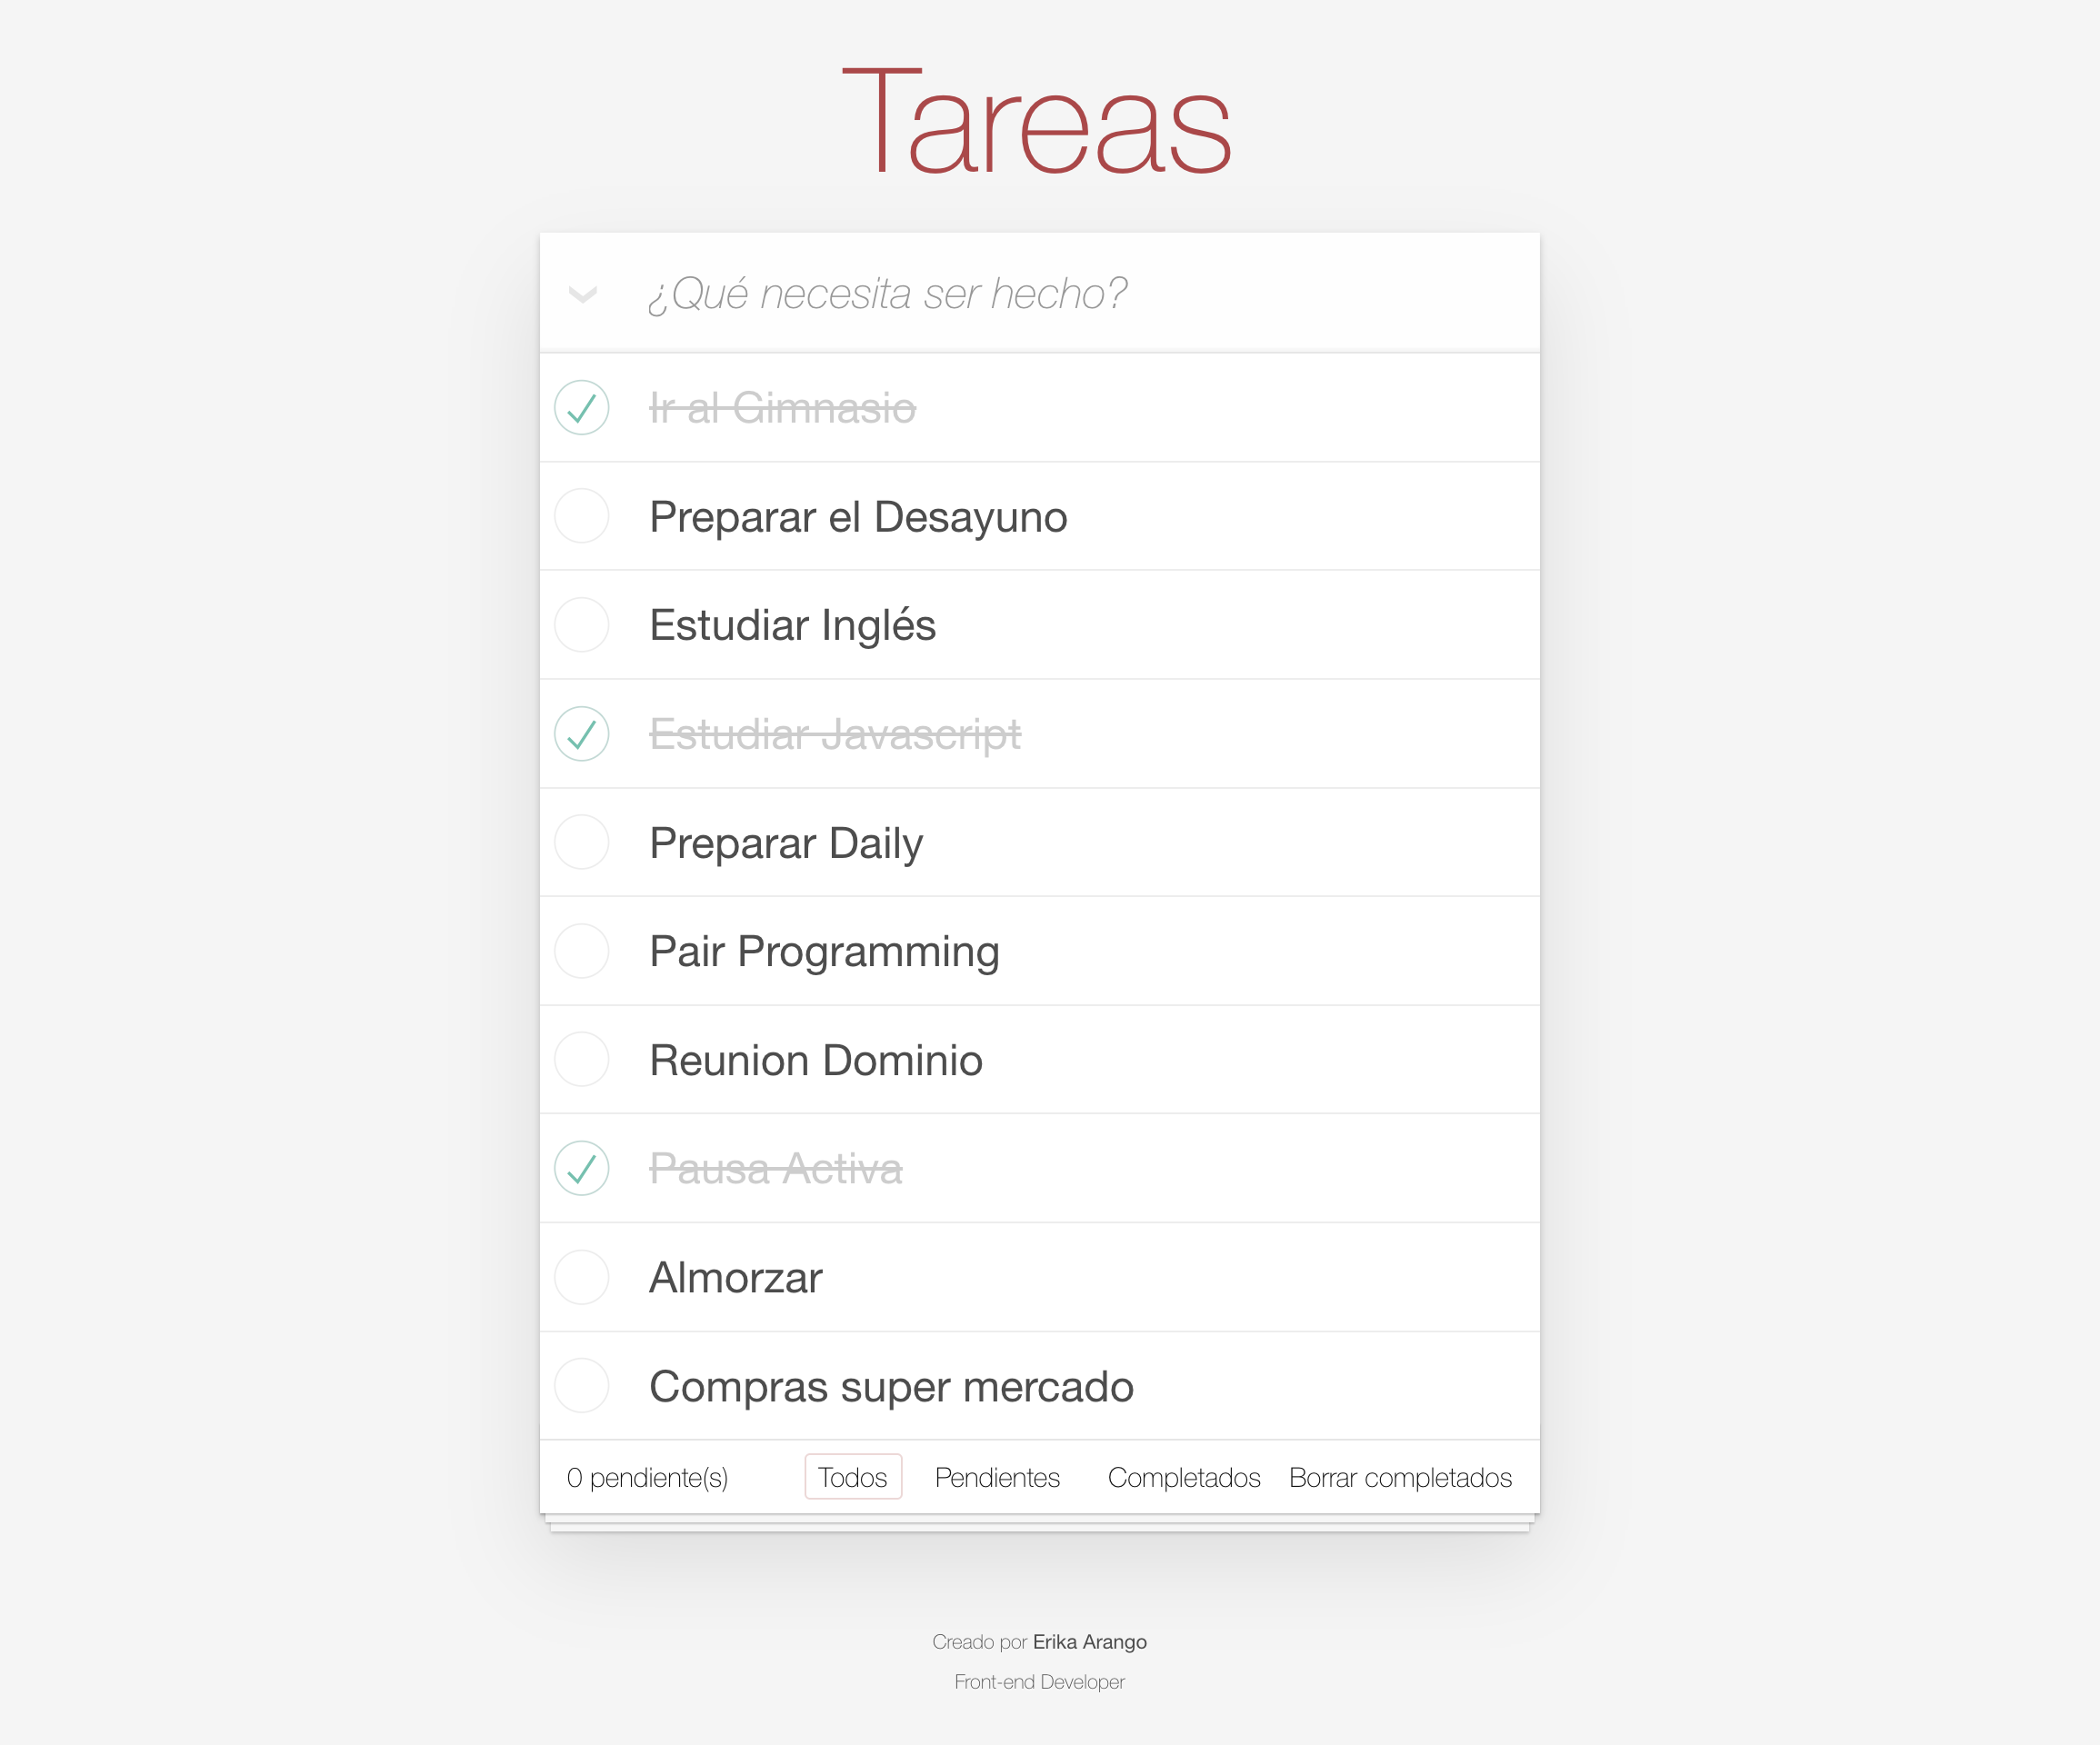 Tareas
¿Qué necesita ser hecho?
Ir al Gimnasio
Preparar el Desayuno
Estudiar Inglés
Estudiar Javascript
Preparar Daily
Pair Programming
Reunion Dominio
Pausa Activa
Almorzar
Compras super mercado
0 pendiente(s) Todos Pendientes Completados Borrar completados
Creado por Erika Arango
Front-end Developer